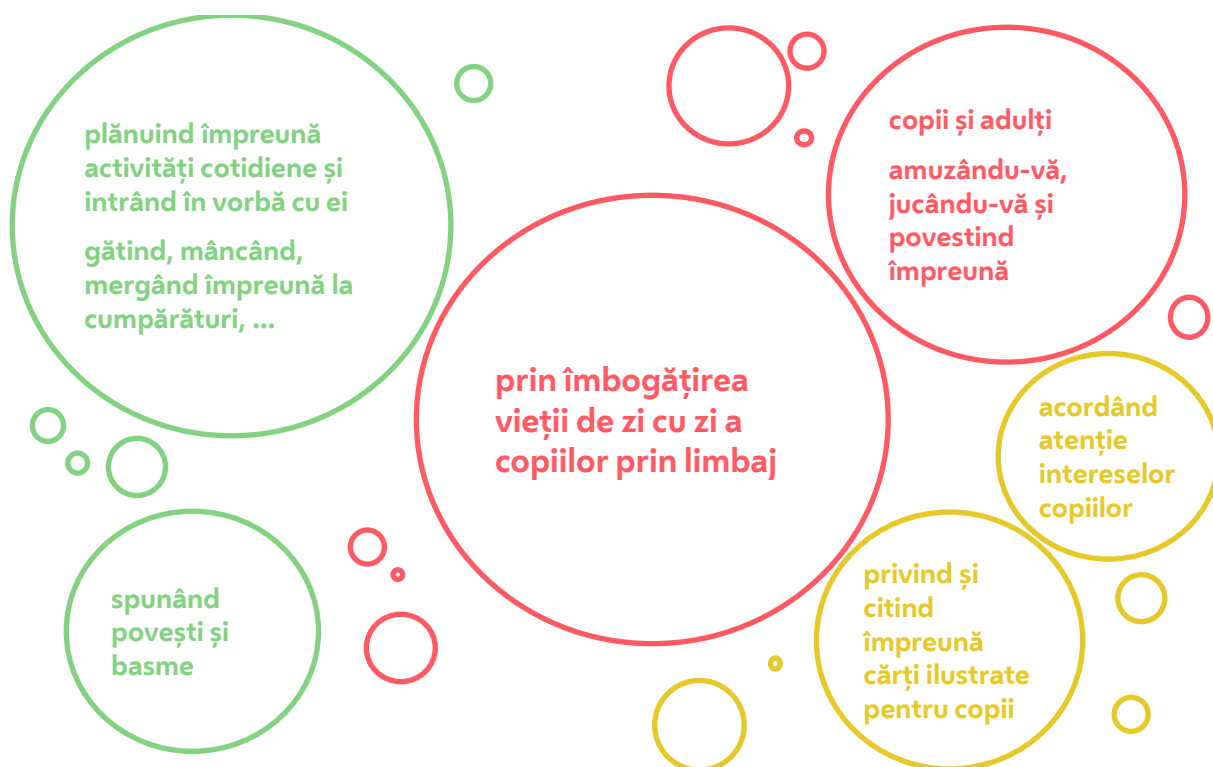 plănuind împreună
activități cotidiene și
intrând în vorbă cu ei
gătind, mâncând,
mergând împreună la
cumpărături, ...
copii și adulți
amuzându-vă,
jucându-vă și
povestind
împreună
prin îmbogățirea
vieții de zi cu zi a
copiilor prin limbaj
acordând
atenție
intereselor
copiilor
spunând
povești și
basme
privind și
citind
împreună
cărți ilustrate
pentru copii